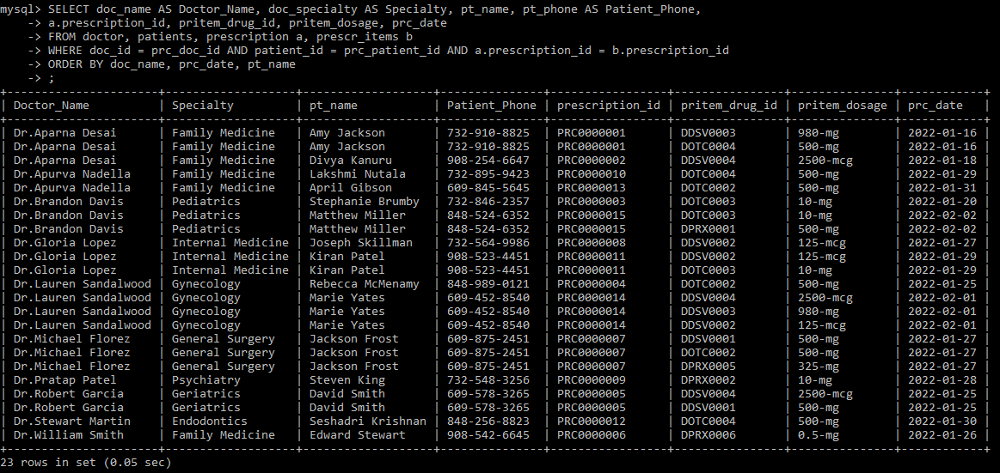 mysql> SELECT doc_name AS Doctor_Name, doc_specialty AS Specialty, pt_name, pt_phone AS Patient_Phone,
    -> a.prescription_id, pritem_drug_id, pritem_dosage, prc_date
    -> FROM doctor, patients, prescription a, prescr_items b
    -> WHERE doc_id = prc_doc_id AND patient_id = prc_patient_id AND a.prescription_id = b.prescription_id
    -> ORDER BY doc_name, prc_date, pt_name
    -> ;
+----------------------+-------------------+-------------------+---------------+-----------------+----------------+---------------+------------+
| Doctor_Name          | Specialty         | pt_name           | Patient_Phone | prescription_id | pritem_drug_id | pritem_dosage | prc_date   |
+----------------------+-------------------+-------------------+---------------+-----------------+----------------+---------------+------------+
| Dr.Aparna Desai      | Family Medicine   | Amy Jackson       | 732-910-8825  | PRC0000001      | DDSV0003       | 980-mg        | 2022-01-16 |
| Dr.Aparna Desai      | Family Medicine   | Amy Jackson       | 732-910-8825  | PRC0000001      | DOTC0004       | 500-mg        | 2022-01-16 |
| Dr.Aparna Desai      | Family Medicine   | Divya Kanuru      | 908-254-6647  | PRC0000002      | DDSV0004       | 2500-mcg      | 2022-01-18 |
| Dr.Apurva Nadella    | Family Medicine   | Lakshmi Nutala    | 732-895-9423  | PRC0000010      | DOTC0004       | 500-mg        | 2022-01-29 |
| Dr.Apurva Nadella    | Family Medicine   | April Gibson      | 609-845-5645  | PRC0000013      | DOTC0002       | 500-mg        | 2022-01-31 |
| Dr.Brandon Davis     | Pediatrics        | Stephanie Brumby  | 732-846-2357  | PRC0000003      | DOTC0003       | 10-mg         | 2022-01-20 |
| Dr.Brandon Davis     | Pediatrics        | Matthew Miller    | 848-524-6352  | PRC0000015      | DOTC0003       | 10-mg         | 2022-02-02 |
| Dr.Brandon Davis     | Pediatrics        | Matthew Miller    | 848-524-6352  | PRC0000015      | DPRX0001       | 500-mg        | 2022-02-02 |
| Dr.Gloria Lopez      | Internal Medicine | Joseph Skillman   | 732-564-9986  | PRC0000008      | DDSV0002       | 125-mcg       | 2022-01-27 |
| Dr.Gloria Lopez      | Internal Medicine | Kiran Patel       | 908-523-4451  | PRC0000011      | DDSV0002       | 125-mcg       | 2022-01-29 |
| Dr.Gloria Lopez      | Internal Medicine | Kiran Patel       | 908-523-4451  | PRC0000011      | DOTC0003       | 10-mg         | 2022-01-29 |
| Dr.Lauren Sandalwood | Gynecology        | Rebecca McMenamy  | 848-989-0121  | PRC0000004      | DOTC0002       | 500-mg        | 2022-01-25 |
| Dr.Lauren Sandalwood | Gynecology        | Marie Yates       | 609-452-8540  | PRC0000014      | DDSV0004       | 2500-mcg      | 2022-02-01 |
| Dr.Lauren Sandalwood | Gynecology        | Marie Yates       | 609-452-8540  | PRC0000014      | DDSV0003       | 980-mg        | 2022-02-01 |
| Dr.Lauren Sandalwood | Gynecology        | Marie Yates       | 609-452-8540  | PRC0000014      | DDSV0002       | 125-mcg       | 2022-02-01 |
| Dr.Michael Florez    | General Surgery   | Jackson Frost     | 609-875-2451  | PRC0000007      | DDSV0001       | 500-mg        | 2022-01-27 |
| Dr.Michael Florez    | General Surgery   | Jackson Frost     | 609-875-2451  | PRC0000007      | DOTC0002       | 500-mg        | 2022-01-27 |
| Dr.Michael Florez    | General Surgery   | Jackson Frost     | 609-875-2451  | PRC0000007      | DPRX0005       | 325-mg        | 2022-01-27 |
| Dr.Pratap Patel      | Psychiatry        | Steven King       | 732-548-3256  | PRC0000009      | DPRX0002       | 10-mg         | 2022-01-28 |
| Dr.Robert Garcia     | Geriatrics        | David Smith       | 609-578-3265  | PRC0000005      | DDSV0004       | 2500-mcg      | 2022-01-25 |
| Dr.Robert Garcia     | Geriatrics        | David Smith       | 609-578-3265  | PRC0000005      | DDSV0001       | 500-mg        | 2022-01-25 |
| Dr.Stewart Martin    | Endodontics       | Seshadri Krishnan | 848-256-8823  | PRC0000012      | DOTC0004       | 500-mg        | 2022-01-30 |
| Dr.William Smith     | Family Medicine   | Edward Stewart    | 908-542-6645  | PRC0000006      | DPRX0006       | 0.5-mg        | 2022-01-26 |
+----------------------+-------------------+-------------------+---------------+-----------------+----------------+---------------+------------+
23 rows in set (0.05 sec)